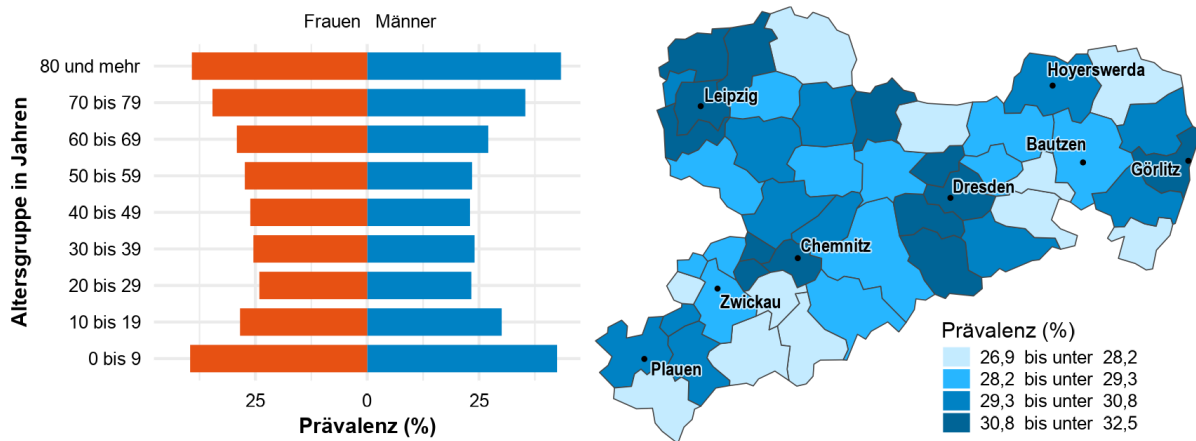 Frauen Männer
Altersgruppe in Jahren
80 und mehr
70 bis 79
60 bis 69
50 bis 59
40 bis 49
30 bis 39
20 bis 29
10 bis 19
0 bis 9
25 0 25
Prävalenz (%)
Hoyerswerda
Leipzig
Bautzen
Görlitz
Dresden
Chemnitz
Zwickau
Plauen
Prävalenz (%)
26,9 bis unter 28,2
28,2 bis unter 29,3
29,3 bis unter 30,8
30,8 bis unter 32,5